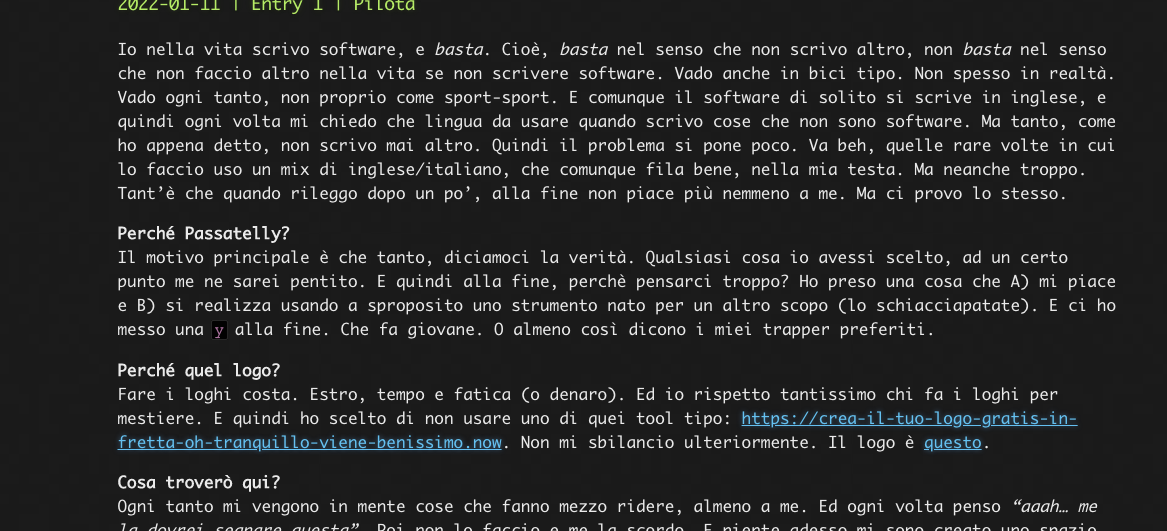 2022-01-11 | Entry 1 | Pilota
Io nella vita scrivo software, e basta. Cioè, basta nel senso che non scrivo altro, non basta nel senso
che non faccio altro nella vita se non scrivere software. Vado anche in bici tipo. Non spesso in realtà.
Vado ogni tanto, non proprio come sport-sport. E comunque il software di solito si scrive in inglese, e
quindi ogni volta mi chiedo che lingua da usare quando scrivo cose che non sono software. Ma tanto, come
ho appena detto, non scrivo mai altro. Quindi il problema si pone poco. Va beh, quelle rare volte in cui
lo faccio uso un mix di inglese/italiano, che comunque fila bene, nella mia testa. Ma neanche troppo.
Tant’è che quando rileggo dopo un po’, alla fine non piace più nemmeno a me. Ma ci provo lo stesso.
Perché Passatelly?
Il motivo principale è che tanto, diciamoci la verità. Qualsiasi cosa io avessi scelto, ad un certo
punto me ne sarei pentito. E quindi alla fine, perchè pensarci troppo? Ho preso una cosa che A) mi piace
e B) si realizza usando a sproposito uno strumento nato per un altro scopo (lo schiacciapatate). E ci ho
messo una y alla fine. Che fa giovane. O almeno così dicono i miei trapper preferiti.
Perché quel logo?
Fare i loghi costa. Estro, tempo e fatica (o denaro). Ed io rispetto tantissimo chi fa i loghi per
mestiere. E quindi ho scelto di non usare uno di quei tool tipo: https://crea-il-tuo-logo-gratis-in-
fretta-oh-tranquillo-viene-benissimo.now. Non mi sbilancio ulteriormente. Il logo è questo.
Cosa troverò qui?
Ogni tanto mi vengono in mente cose che fanno mezzo ridere, almeno a me. Ed ogni volta penso “aaah… me
la dovrei segnare questa”. Poi non lo faccio e me la scordo. E niente adesso mi sono creato uno spazio